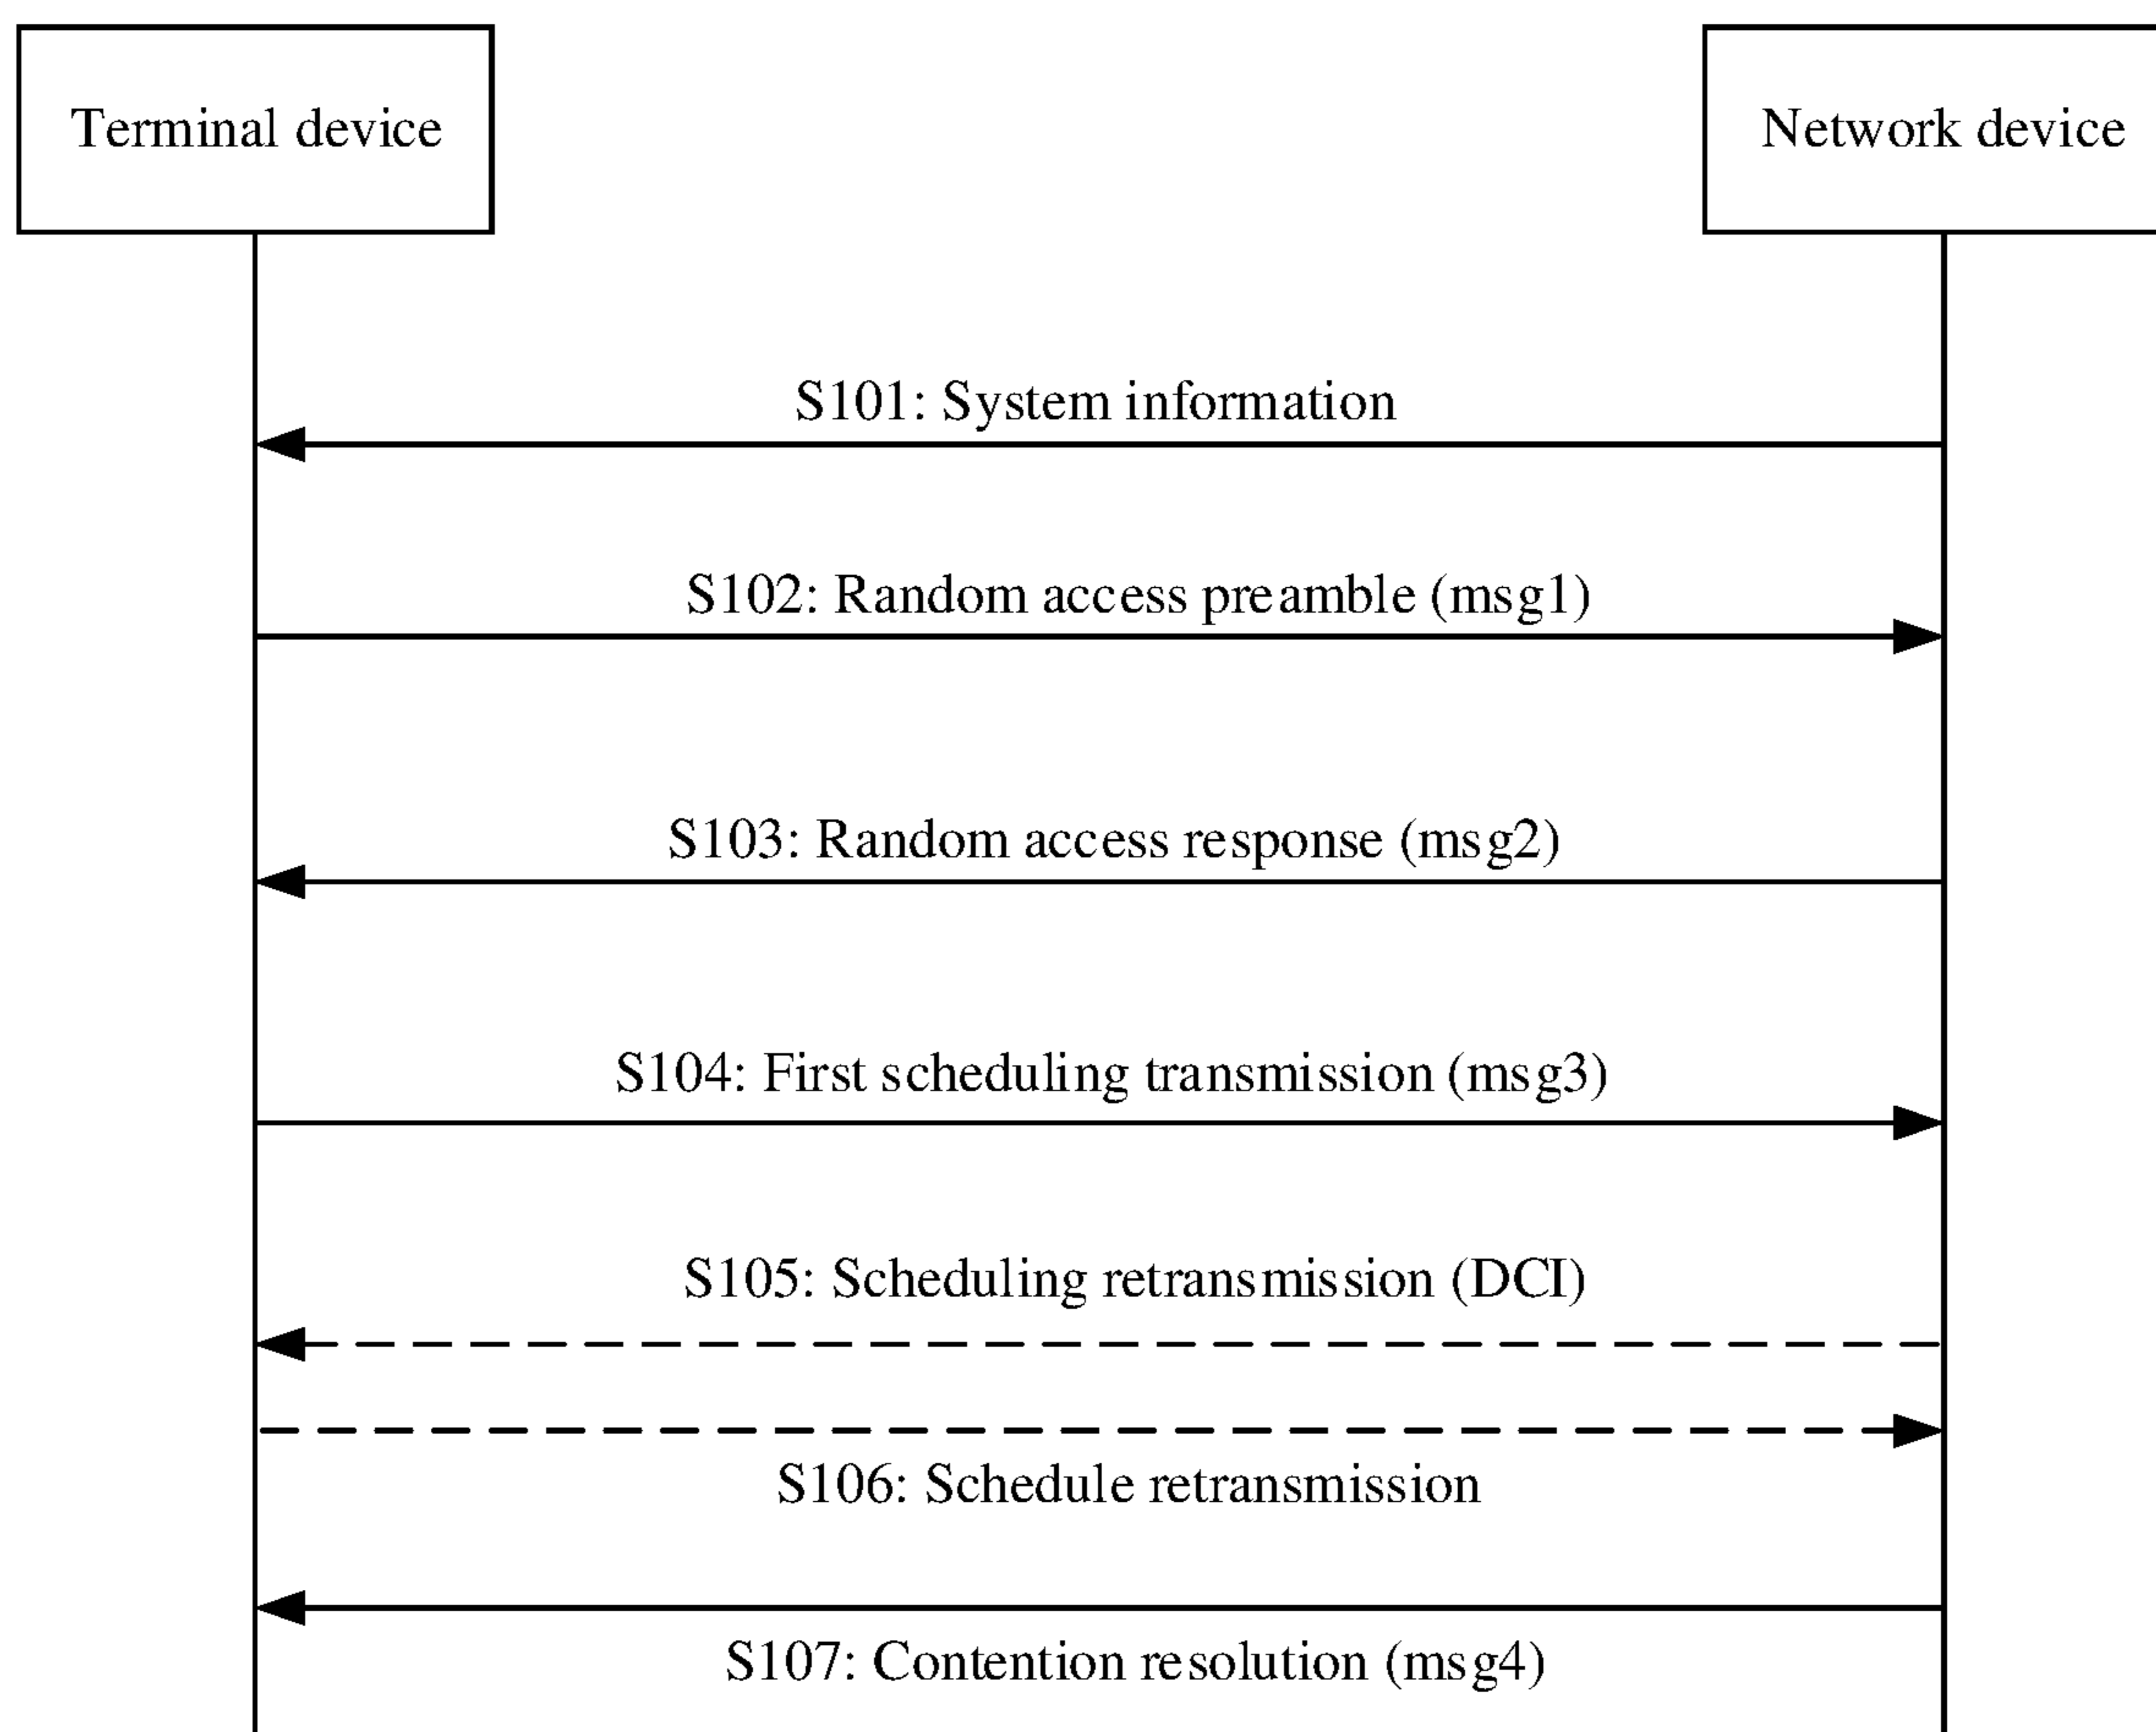 Terminal device
Network device
S101: System information
S102: Random access preamble (msg1)
S103: Random access response (msg2)
S104: First scheduling transmission (msg3)
S105: Scheduling retransmission (DCI)
S106: Schedule retransmission
S107: Contention resolution (msg4)